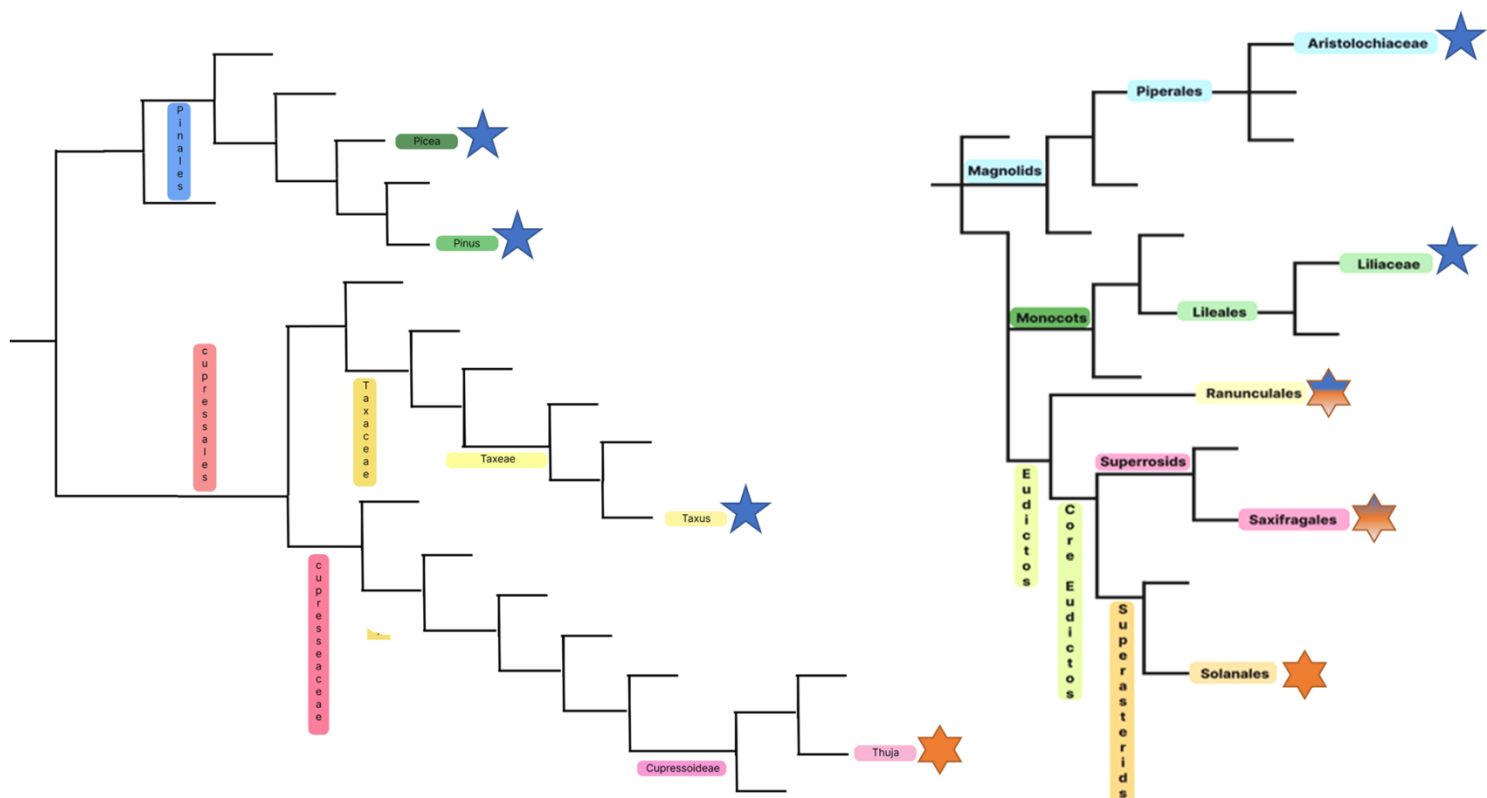 Pinales
Picea
Pinus
cupressales
Taxaceae
Taxeae
Taxus
cupresseaceae
Cupressoideae
Thuja
Aristolochiaceae
Piperales
Magnolids
Liliaceae
Lileales
Monocots
Ranunculales
Eudictos
Superrosids
Saxifragales
Core Eudictos
Superasterids
Solanales